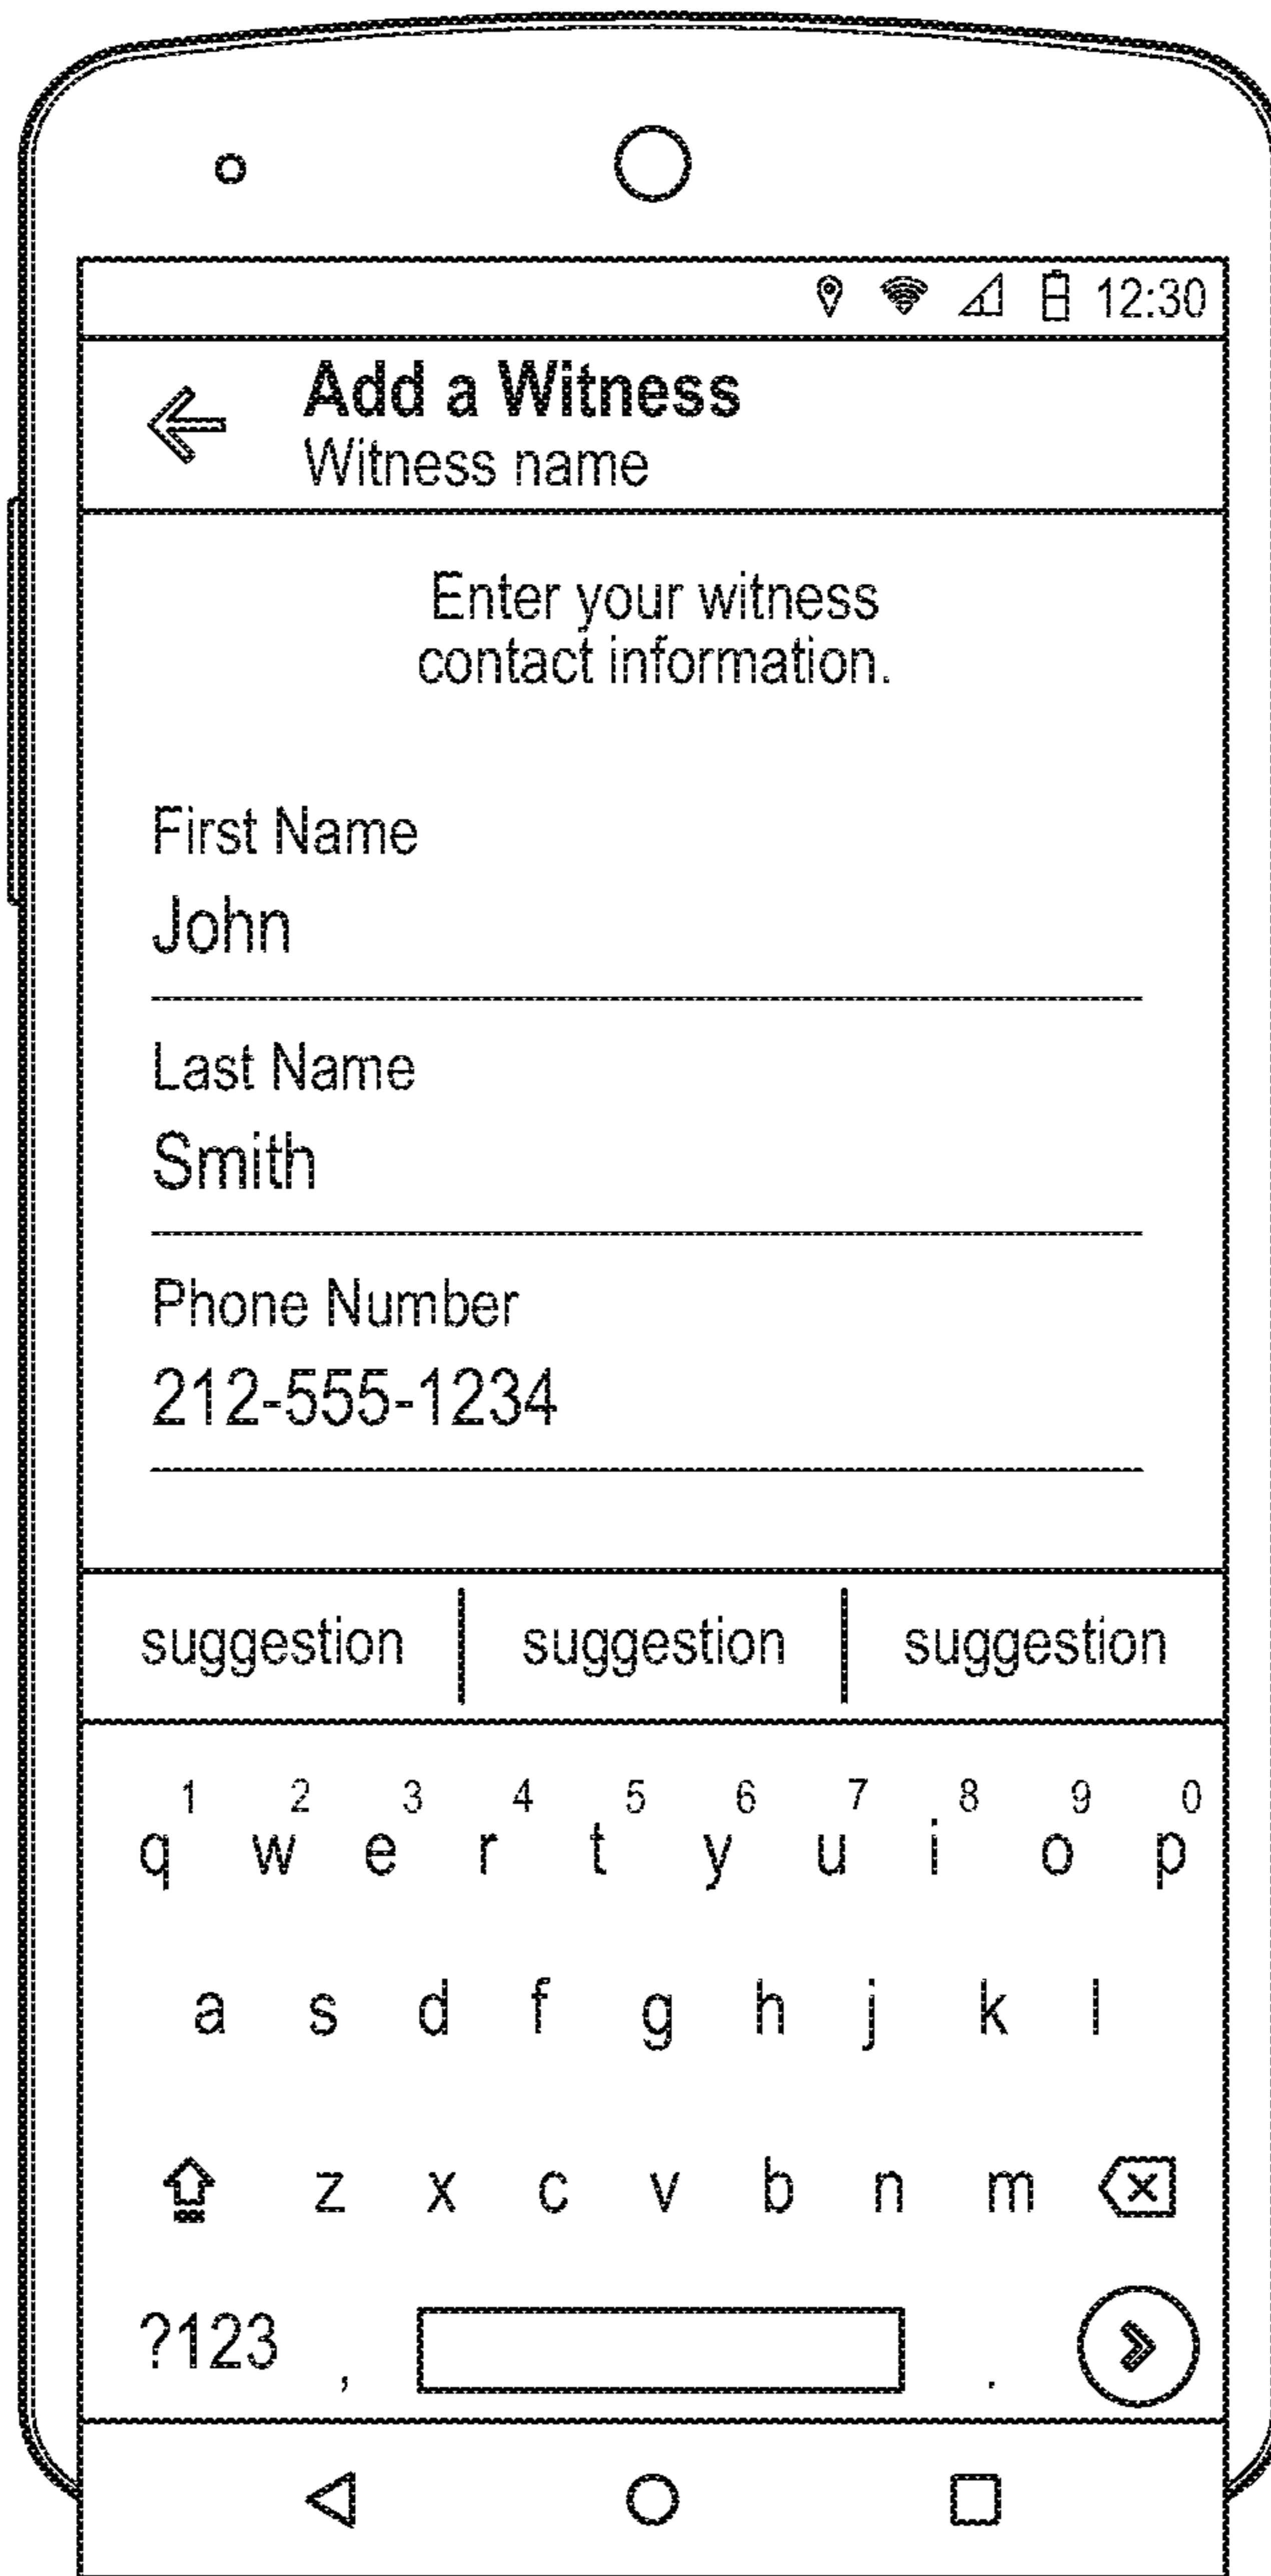 12:30
Add a Witness
Witness name
Enter your witness
contact information.
First Name
John
Last Name
Smith
Phone Number
212-555-1234
suggestion suggestion suggestion
1 2 3 4 5 6 7 8 9 0
q w e r t y u i o p
a s d f g h j k l
z x c v b n m
?123 , .